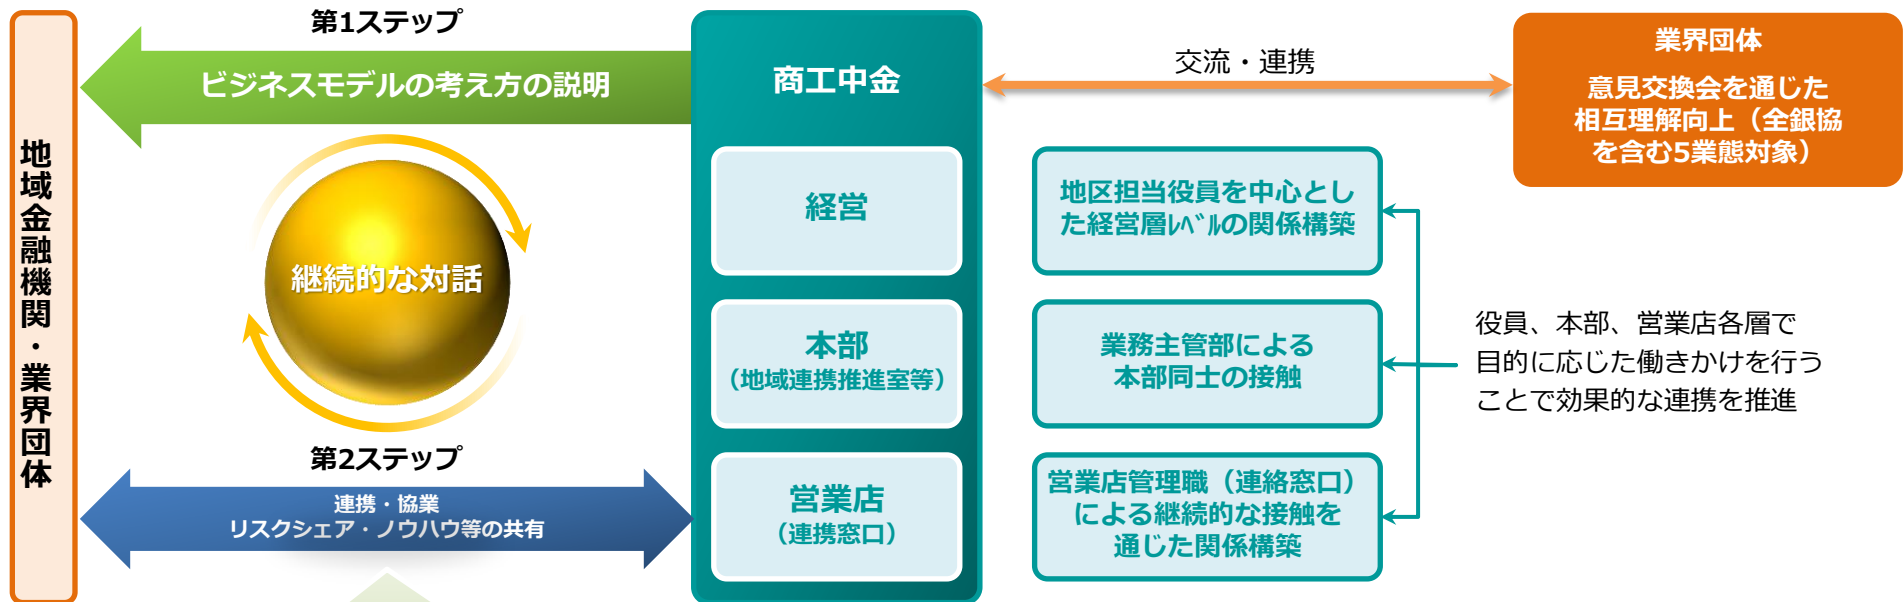 地域金融機関・業界団体
第1ステップ
ビジネスモデルの考え方の説明
継続的な対話
第2ステップ
連携・協業
リスクシェア・ノウハウ等の共有
商工中金
経営
本部
（地域連携推進室等）
営業店
（連携窓口）
交流・連携
業界団体
意見交換会を通じた
相互理解向上（全銀協
を含む5業態対象）
地区担当役員を中心とし
た経営層ﾚﾍﾞﾙの関係構築
業務主管部による
本部同士の接触
営業店管理職（連絡窓口）
による継続的な接触を
通じた関係構築
役員、本部、営業店各層で
目的に応じた働きかけを行う
ことで効果的な連携を推進